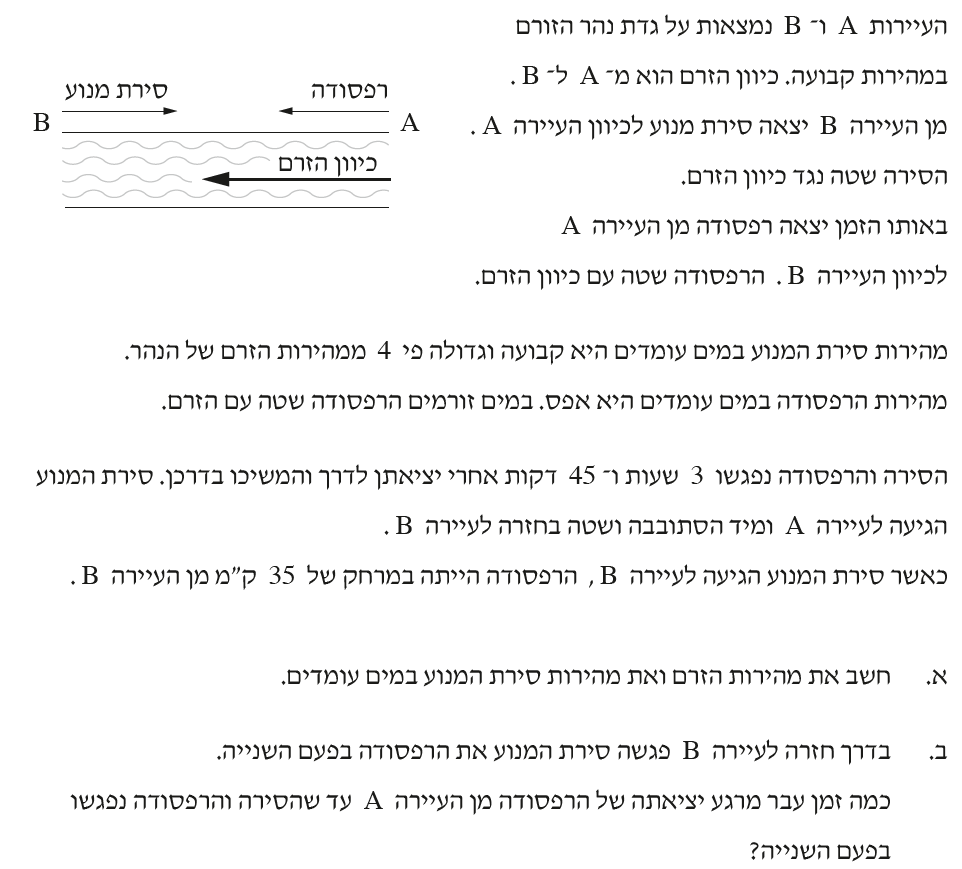 העיירות A ו־ B נמצאות על גדת נהר הזורם
במהירות קבועה. כיוון הזרם הוא מ־ A ל־ B .
מן העיירה B יצאה סירת מנוע לכיוון העיירה A .
הסירה שטה נגד כיוון הזרם.
באותו הזמן יצאה רפסודה מן העיירה A
לכיוון העיירה B . הרפסודה שטה עם כיוון הזרם.
רפסודה
סירת מנוע
A
B
כיוון הזרם
מהירות סירת המנוע במים עומדים היא קבועה וגדולה פי 4 ממהירות הזרם של הנהר.
מהירות הרפסודה במים עומדים היא אפס. במים זורמים הרפסודה שטה עם הזרם.
הסירה והרפסודה נפגשו 3 שעות ו־ 45 דקות אחרי יציאתן לדרך והמשיכו בדרכן. סירת המנוע
הגיעה לעיירה A ומיד הסתובבה ושטה בחזרה לעיירה B .
כאשר סירת המנוע הגיעה לעיירה B , הרפסודה הייתה במרחק של 35 ק"מ מן העיירה B .
א. חשב את מהירות הזרם ואת מהירות סירת המנוע במים עומדים.
ב. בדרך חזרה לעיירה B פגשה סירת המנוע את הרפסודה בפעם השנייה.
כמה זמן עבר מרגע יציאתה של הרפסודה מן העיירה A עד שהסירה והרפסודה נפגשו
בפעם השנייה?